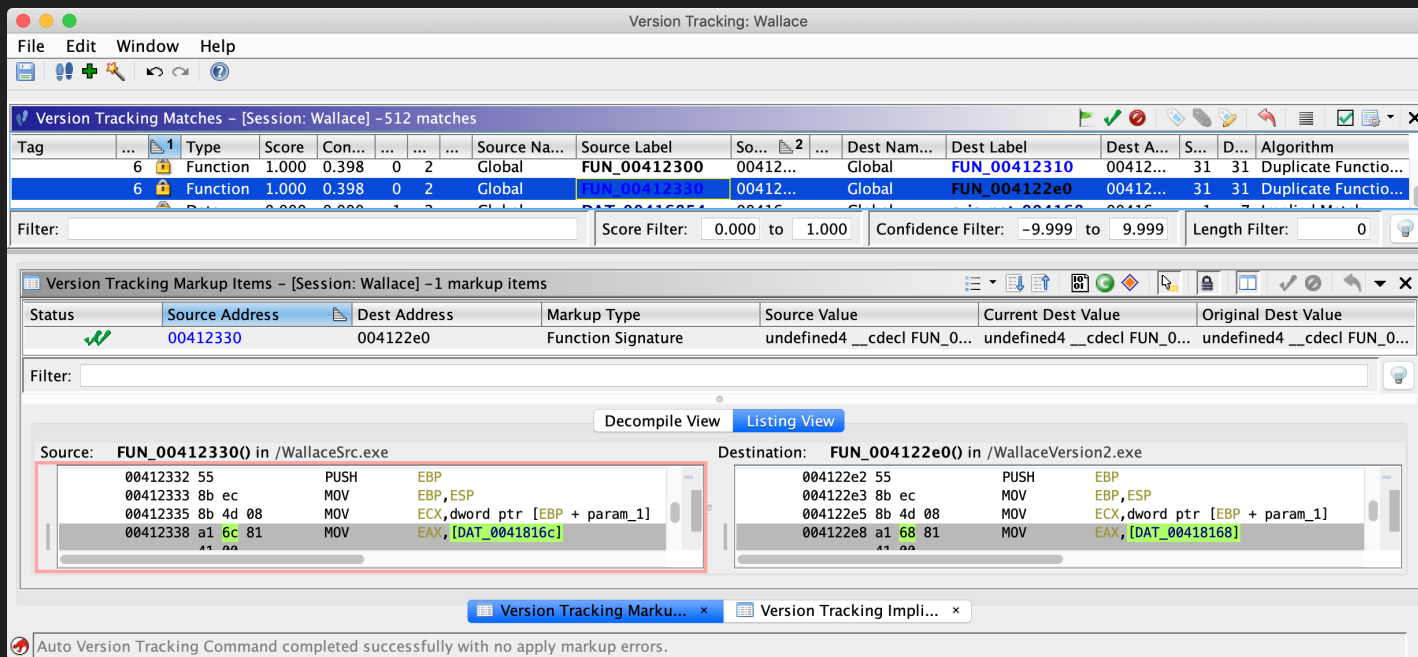 Version Tracking: Wallace
File Edit Window Help
Version Tracking Matches – [Session: Wallace] –512 matches
Tag ... 1 Type Score Con... ... ... ... Source Na... Source Label So... 2 ... Dest Nam... Dest Label Dest A... S... D... Algorithm
6 Function 1.000 0.398 0 2 Global FUN_00412300 00412... Global FUN_00412310 00412... 31 31 Duplicate Functio...
6 Function 1.000 0.398 0 2 Global FUN_00412330 00412... Global FUN_004122e0 00412... 31 31 Duplicate Functio...
Filter: Score Filter: 0.000 to 1.000 Confidence Filter: -9.999 to 9.999 Length Filter: 0
Version Tracking Markup Items – [Session: Wallace] –1 markup items
Status Source Address Dest Address Markup Type Source Value Current Dest Value Original Dest Value
00412330 004122e0 Function Signature undefined4 __cdecl FUN_0... undefined4 __cdecl FUN_0... undefined4 __cdecl FUN_0...
Filter:
Decompile View Listing View
Source: FUN_00412330() in /WallaceSrc.exe Destination: FUN_004122e0() in /WallaceVersion2.exe
00412332 55 PUSH EBP 004122e2 55 PUSH EBP
00412333 8b ec MOV EBP,ESP 004122e3 8b ec MOV EBP,ESP
00412335 8b 4d 08 MOV ECX,dword ptr [EBP + param_1] 004122e5 8b 4d 08 MOV ECX,dword ptr [EBP + param_1]
00412338 a1 6c 81 MOV EAX,[DAT_0041816c] 004122e8 a1 68 81 MOV EAX,[DAT_00418168]
Version Tracking Marku... × Version Tracking Impli... ×
Auto Version Tracking Command completed successfully with no apply markup errors.